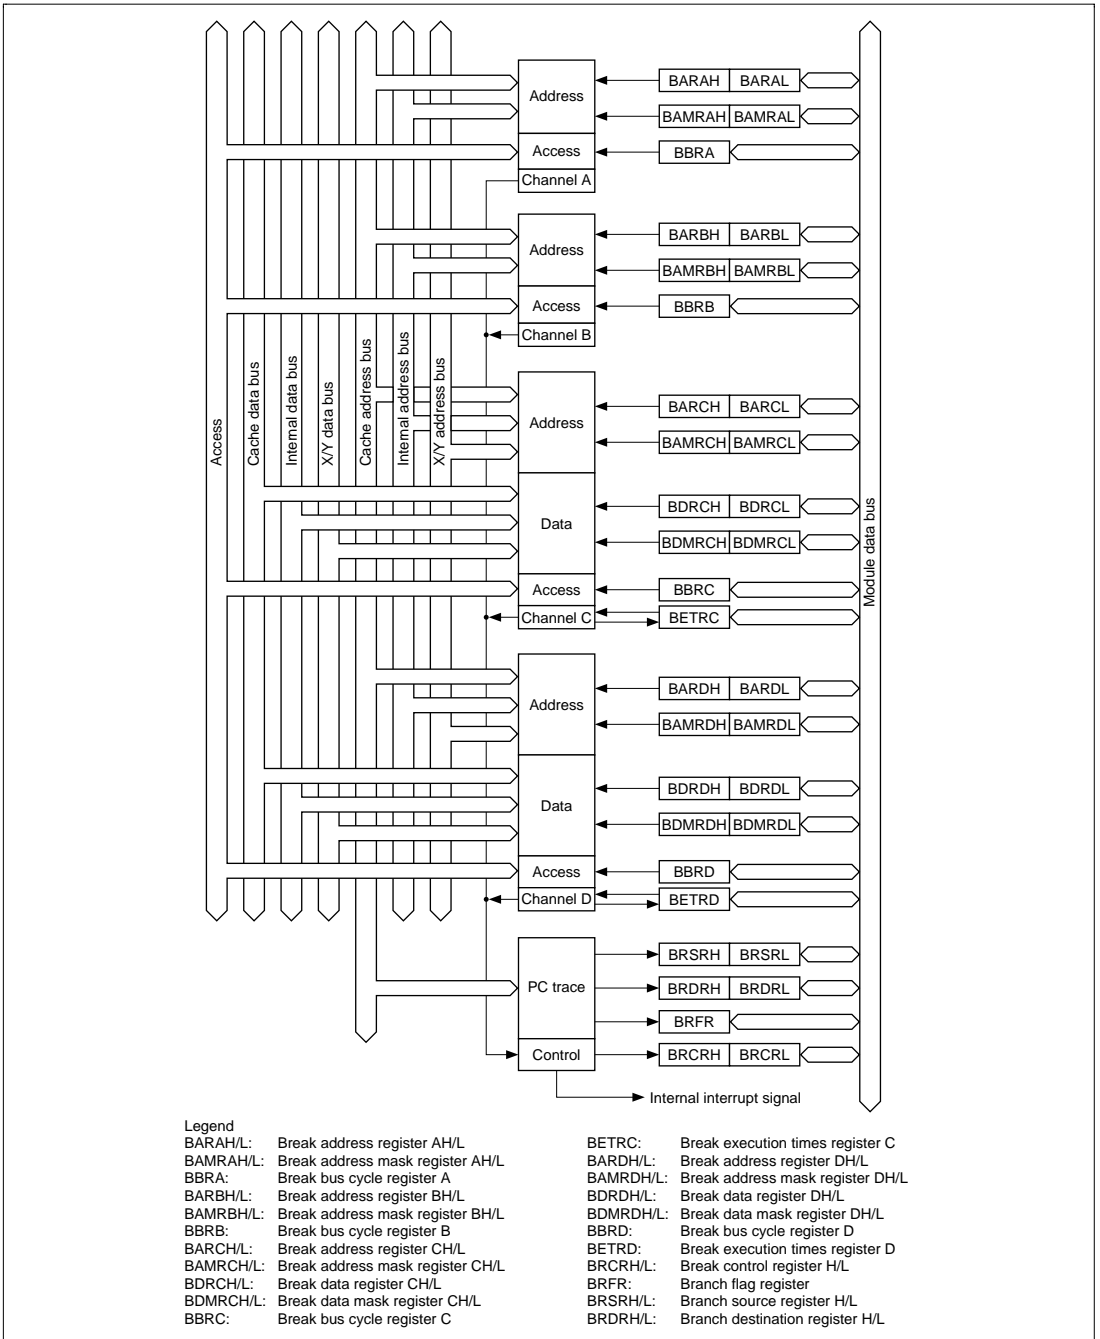 Address
BARAH BARAL
BAMRAH BAMRAL
Access
BBRA
Channel A
Address
BARBH BARBL
BAMRBH BAMRBL
Access
BBRB
Channel B
Access
Cache data bus
Internal data bus
X/Y data bus
Cache address bus
Internal address bus
X/Y address bus
Address
BARCH BARCL
BAMRCH BAMRCL
Data
BDRCH BDRCL
BDMRCH BDMRCL
Module data bus
Access
BBRC
Channel C
BETRC
Address
BARDH BARDL
BAMRDH BAMRDL
Data
BDRDH BDRDL
BDMRDH BDMRDL
Access
BBRD
Channel D
BETRD
PC trace
BRSRH BRSRL
BRDRH BRDRL
BRFR
Control
BRCRH BRCRL
Internal interrupt signal
Legend
BARAH/L: Break address register AH/L
BAMRAH/L: Break address mask register AH/L
BBRA: Break bus cycle register A
BARBH/L: Break address register BH/L
BAMRBH/L: Break address mask register BH/L
BBRB: Break bus cycle register B
BARCH/L: Break address register CH/L
BAMRCH/L: Break address mask register CH/L
BDRCH/L: Break data register CH/L
BDMRCH/L: Break data mask register CH/L
BBRC: Break bus cycle register C
BETRC: Break execution times register C
BARDH/L: Break address register DH/L
BAMRDH/L: Break address mask register DH/L
BDRDH/L: Break data register DH/L
BDMRDH/L: Break data mask register DH/L
BBRD: Break bus cycle register D
BETRD: Break execution times register D
BRCRH/L: Break control register H/L
BRFR: Branch flag register
BRSRH/L: Branch source register H/L
BRDRH/L: Branch destination register H/L